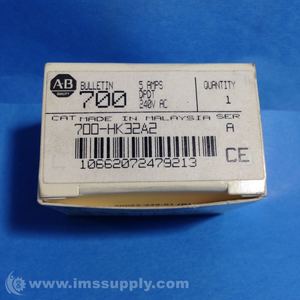 AB
QUALITY
BULLETIN
700
5 AMPS
DPDT
240V AC
QUANTITY
1
CAT MADE IN MALAYSIA SER
700-HK32A2
A
10662072479213
CE
© www.imssupply.com